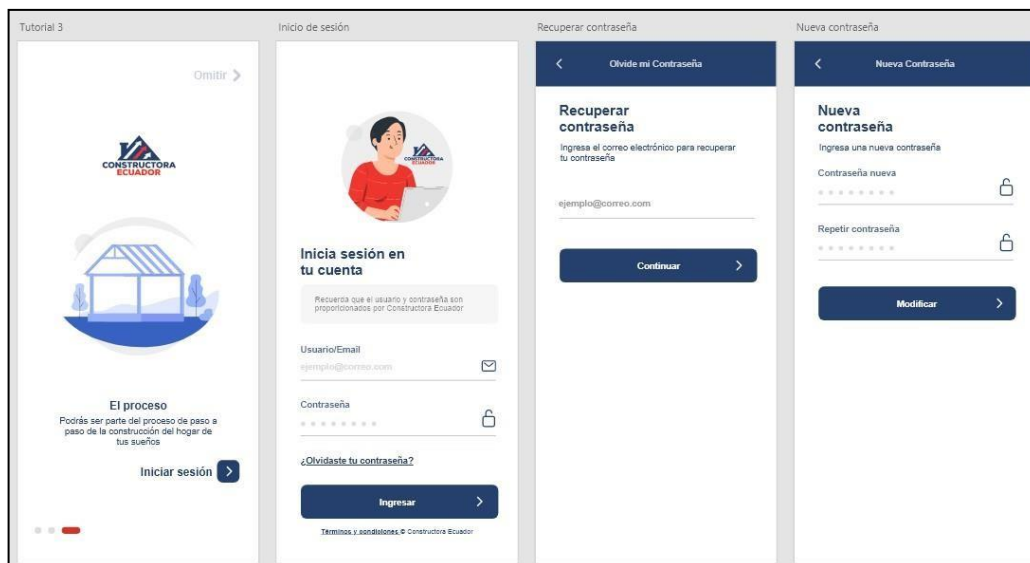 Tutorial 3
Omitir
CONSTRUCTORA
ECUADOR
El proceso
Podrás ser parte del proceso de paso a
paso de la construcción del hogar de
tus sueños
Iniciar sesión
Inicio de sesión
CONSTRUCTORA
ECUADOR
Inicia sesión en
tu cuenta
Recuerda que el usuario y contraseña son
proporicionados por Constructora Ecuador
Usuario/Email
ejemplo@correo.com
Contraseña
¿Olvidaste tu contraseña?
Ingresar
Términos y condiciones © Constructora Ecuador
Recuperar contraseña
Olvide mi Contraseña
Recuperar
contraseña
Ingresa el correo electrónico para recuperar
tu contraseña
ejemplo@correo.com
Continuar
Nueva contraseña
Nueva Contraseña
Nueva
contraseña
Ingresa una nueva contraseña
Contraseña nueva
Repetir contraseña
Modificar